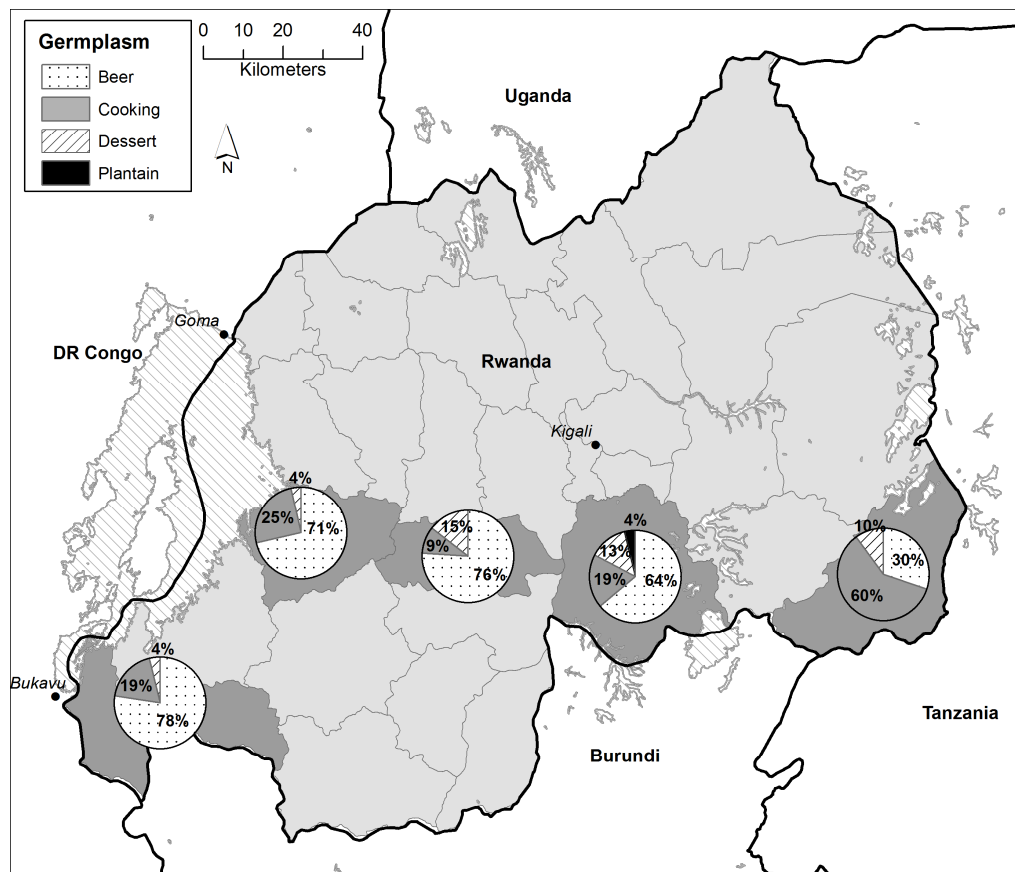 Germplasm
Beer
Cooking
Dessert
Plantain
0 10 20 40
Kilometers
N
Uganda
Goma
DR Congo
Rwanda
Kigali
4%
25%
71%
15%
9%
76%
4%
13%
19%
64%
10%
30%
60%
4%
19%
78%
Bukavu
Tanzania
Burundi